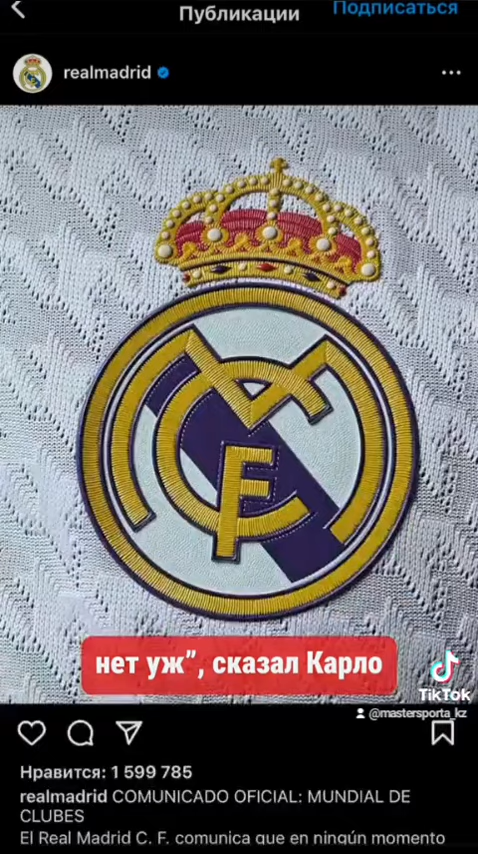 Публикации
Подписаться
realmadrid
нет уж”, сказал Карло
TikTok
@mastersporta_kz
Нравится: 1 599 785
realmadrid COMUNICADO OFICIAL: MUNDIAL DE
CLUBES
El Real Madrid C. F. comunica que en ningún momento